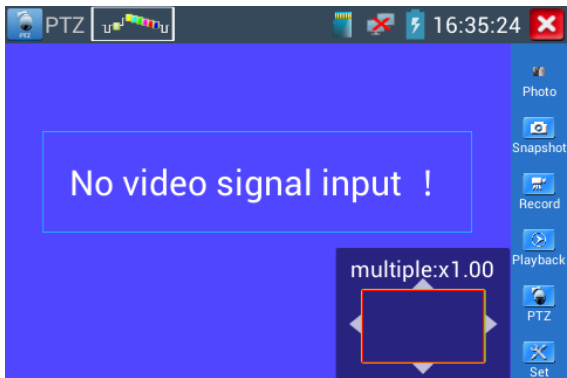 PTZ
16:35:24
Photo
Snapshot
No video signal input !
Record
Playback
multiple:x1.00
PTZ
Set